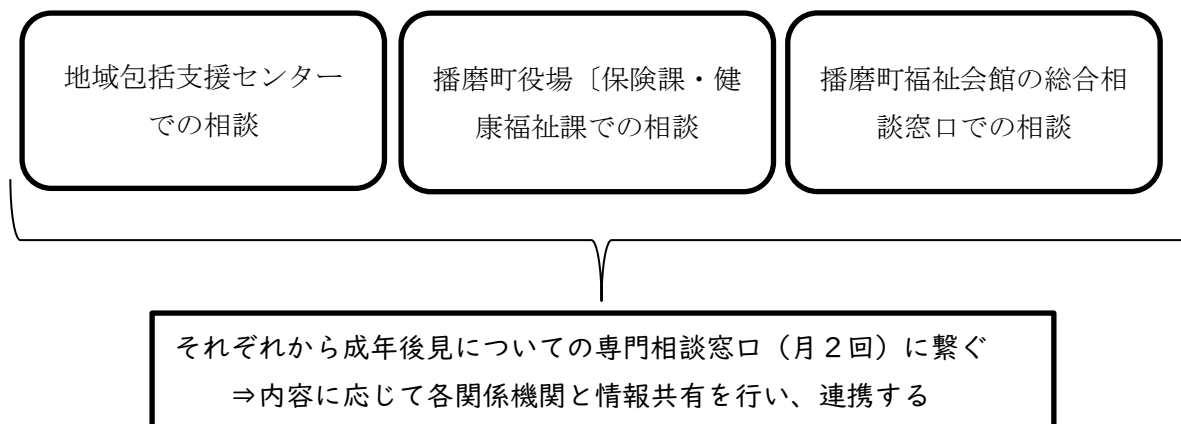 地域包括支援センター
での相談
播磨町役場〔保険課・健
康福祉課での相談
播磨町福祉会館の総合相
談窓口での相談
それぞれから成年後見についての専門相談窓口（月２回）に繋ぐ
⇒内容に応じて各関係機関と情報共有を行い、連携する